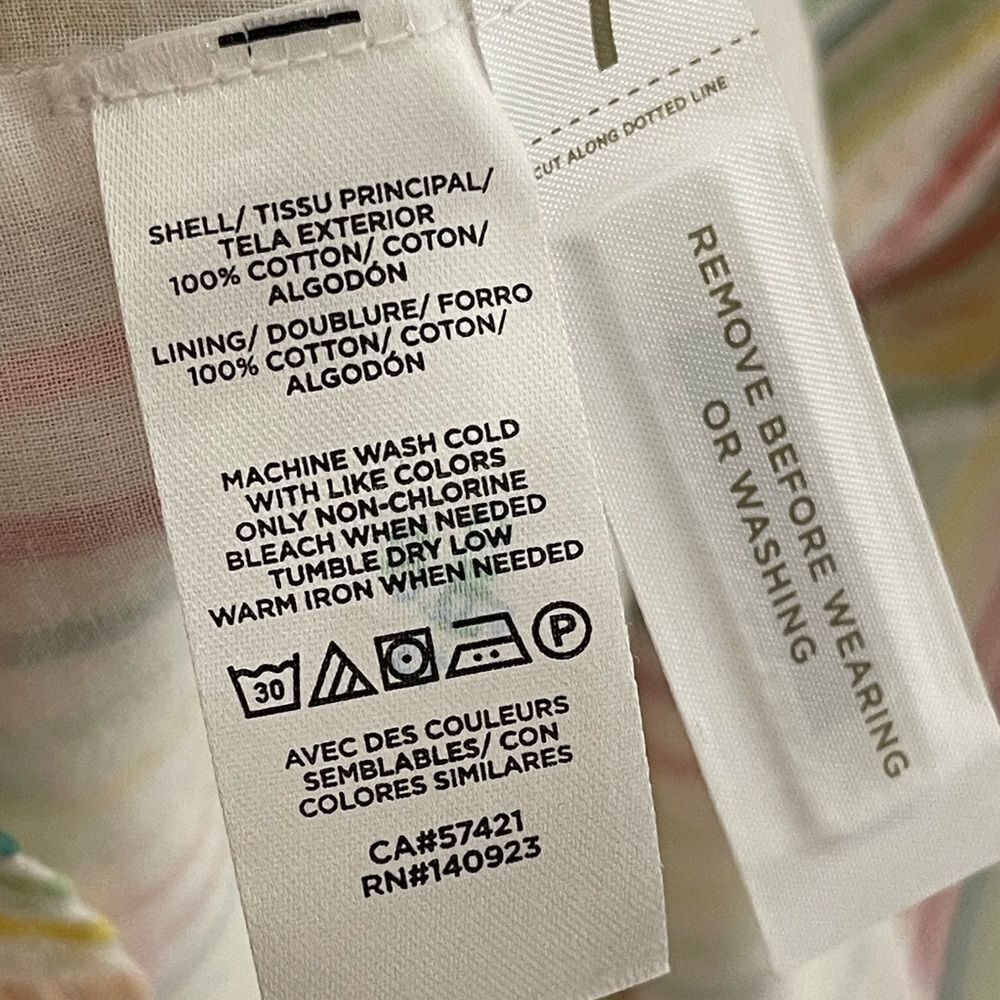 SHELL/ TISSU PRINCIPAL/
TELA EXTERIOR
100% COTTON/ COTON/
ALGODÓN
LINING/ DOUBLURE/ FORRO
100% COTTON/ COTON/
ALGODÓN
MACHINE WASH COLD
WITH LIKE COLORS
ONLY NON-CHLORINE
BLEACH WHEN NEEDED
TUMBLE DRY LOW
WARM IRON WHEN NEEDED
30
P
AVEC DES COULEURS
SEMBLABLES/ CON
COLORES SIMILARES
CA#57421
RN#140923
CUT ALONG DOTTED LINE
REMOVE BEFORE WEARING
OR WASHING